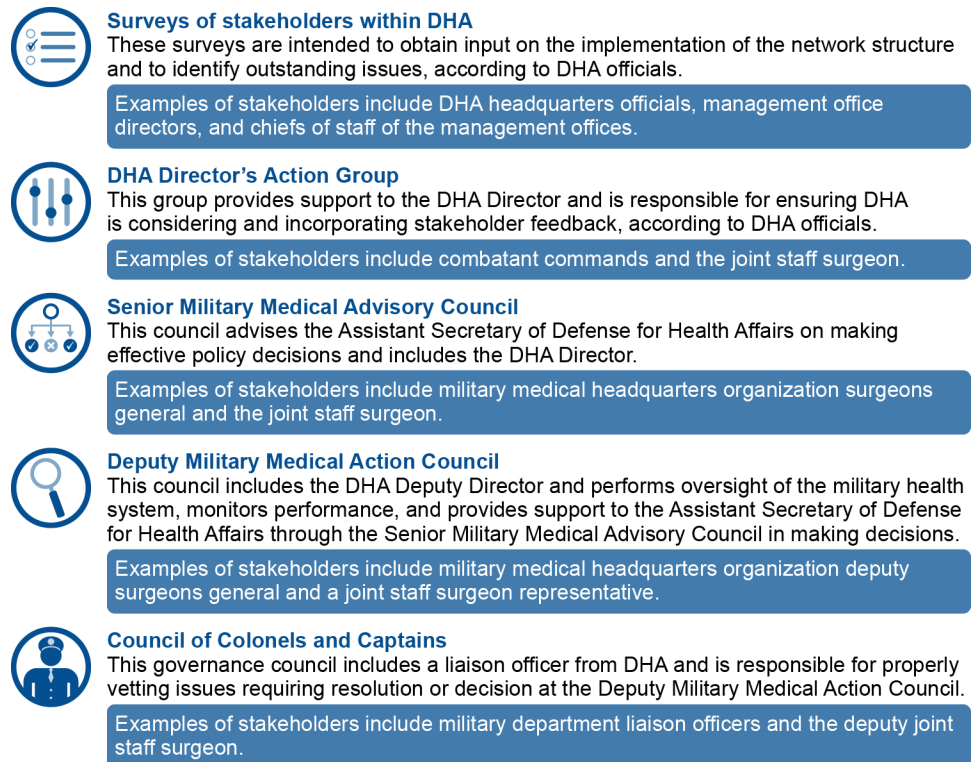 Surveys of stakeholders within DHA
These surveys are intended to obtain input on the implementation of the network structure
and to identify outstanding issues, according to DHA officials.
Examples of stakeholders include DHA headquarters officials, management office
directors, and chiefs of staff of the management offices.
DHA Director’s Action Group
This group provides support to the DHA Director and is responsible for ensuring DHA
is considering and incorporating stakeholder feedback, according to DHA officials.
Examples of stakeholders include combatant commands and the joint staff surgeon.
Senior Military Medical Advisory Council
This council advises the Assistant Secretary of Defense for Health Affairs on making
effective policy decisions and includes the DHA Director.
Examples of stakeholders include military medical headquarters organization surgeons
general and the joint staff surgeon.
Deputy Military Medical Action Council
This council includes the DHA Deputy Director and performs oversight of the military health
system, monitors performance, and provides support to the Assistant Secretary of Defense
for Health Affairs through the Senior Military Medical Advisory Council in making decisions.
Examples of stakeholders include military medical headquarters organization deputy
surgeons general and a joint staff surgeon representative.
Council of Colonels and Captains
This governance council includes a liaison officer from DHA and is responsible for properly
vetting issues requiring resolution or decision at the Deputy Military Medical Action Council.
Examples of stakeholders include military department liaison officers and the deputy joint
staff surgeon.